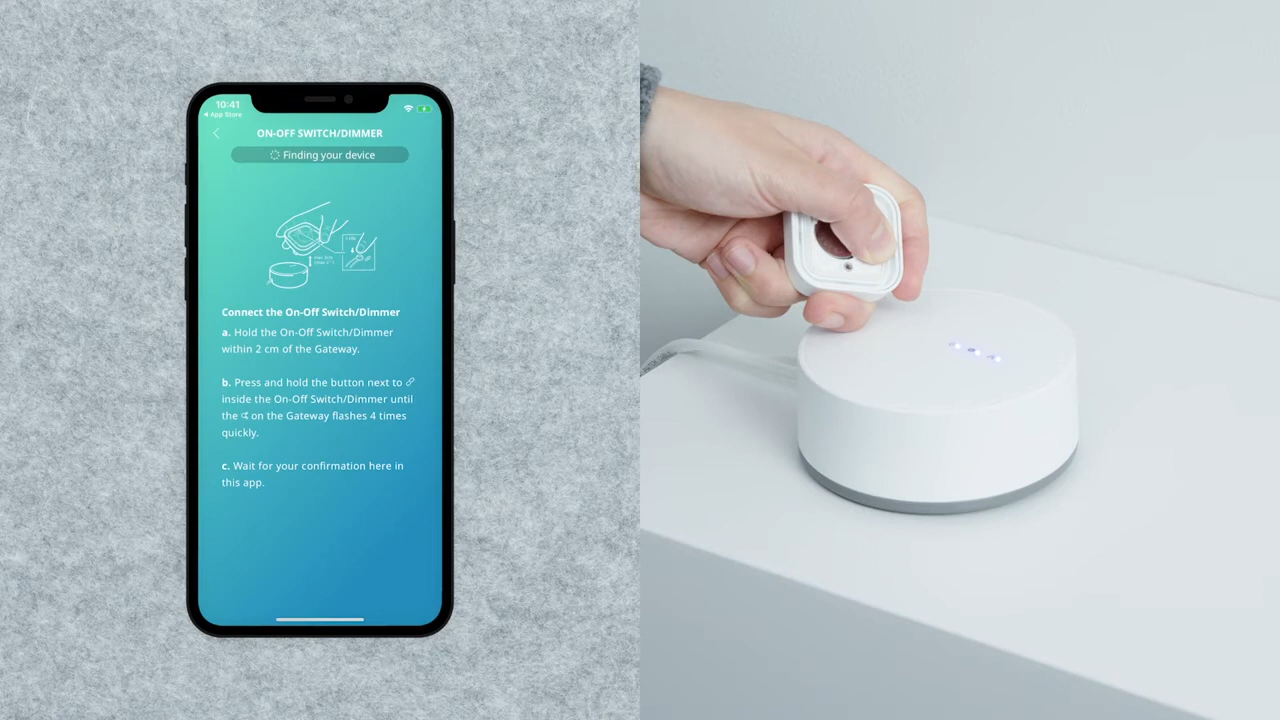 10:41
App Store
ON-OFF SWITCH/DIMMER
Finding your device
Connect the On-Off Switch/Dimmer
a. Hold the On-Off Switch/Dimmer
within 2 cm of the Gateway.
b. Press and hold the button next to
inside the On-Off Switch/Dimmer until
the on the Gateway flashes 4 times
quickly.
c. Wait for your confirmation here in
this app.